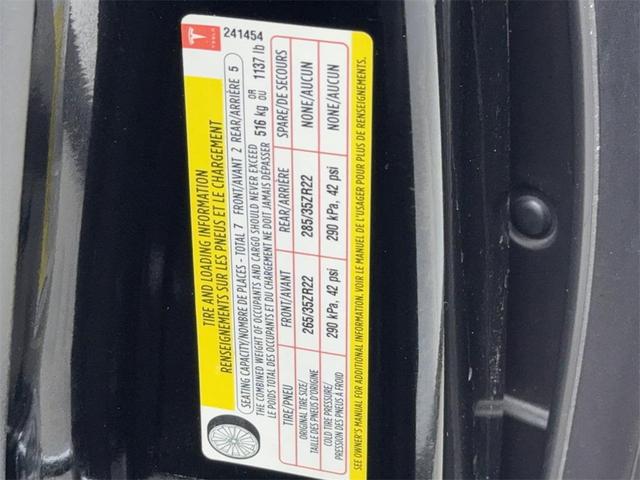 TESLA
241454
TIRE AND LOADING INFORMATION
RENSEIGNEMENTS SUR LES PNEUS ET LE CHARGEMENT
SEATING CAPACITY/NOMBRE DE PLACES - TOTAL 7 FRONT/AVANT 2 REAR/ARRIÈRE 5
THE COMBINED WEIGHT OF OCCUPANTS AND CARGO SHOULD NEVER EXCEED
LE POIDS TOTAL DES OCCUPANTS ET DU CHARGEMENT NE DOIT JAMAIS DÉPASSER
516 kg OR OU 1137 lb
TIRE/PNEU FRONT/AVANT REAR/ARRIÈRE SPARE/DE SECOURS
ORIGINAL TIRE SIZE/ 265/35ZR22 285/35ZR22 NONE/AUCUN
TAILLE DES PNEUS D'ORIGINE
COLD TIRE PRESSURE/ 290 kPa, 42 psi 290 kPa, 42 psi NONE/AUCUN
PRESSION DES PNEUS À FROID
SEE OWNER'S MANUAL FOR ADDITIONAL INFORMATION. VOIR LE MANUEL DE L'USAGER POUR PLUS DE RENSEIGNEMENTS.